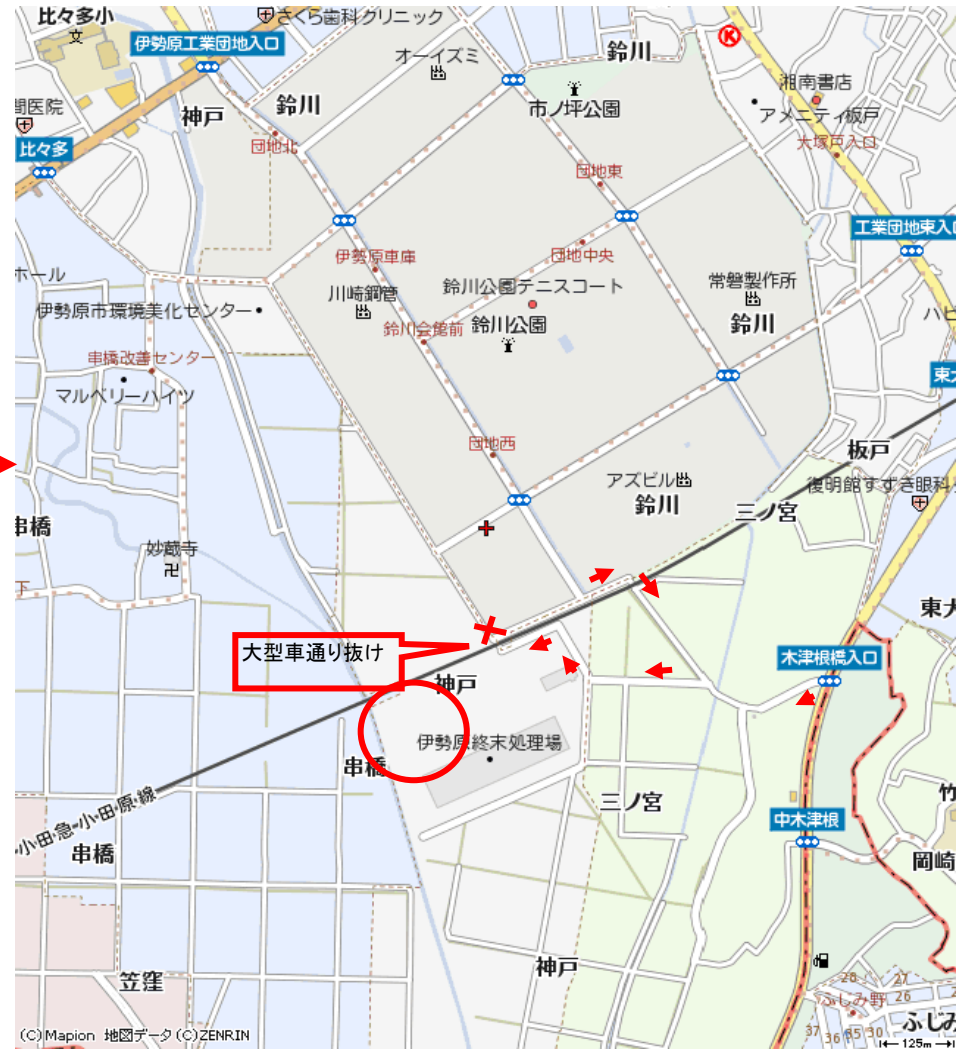 比々多小
さくら歯科クリニック
伊勢原工業団地入口
オーイズミ
鈴川
市ノ坪公園
湘南書店
アメニティ板戸
大塚戸入口
神戸
鈴川
団地北
比々多
団地東
工業団地東入口
伊勢原車庫
団地中央
ホール
川崎鋼管
鈴川公園テニスコート
常磐製作所
鈴川
伊勢原市環境美化センター
鈴川会館前
鈴川公園
串橋改善センター
マルベリーハイツ
団地西
板戸
アズビル
鈴川
復明館すずき眼科
三ノ宮
串橋
妙蔵寺
下
大型車通り抜け
木津根橋入口
神戸
伊勢原終末処理場
串橋
三ノ宮
小田急小田原線
中木津根
串橋
岡崎
神戸
笠窪
28
27
ふじみ野
26
37
36
35
30
125m
(C)Mapion 地図データ(C)ZENRIN